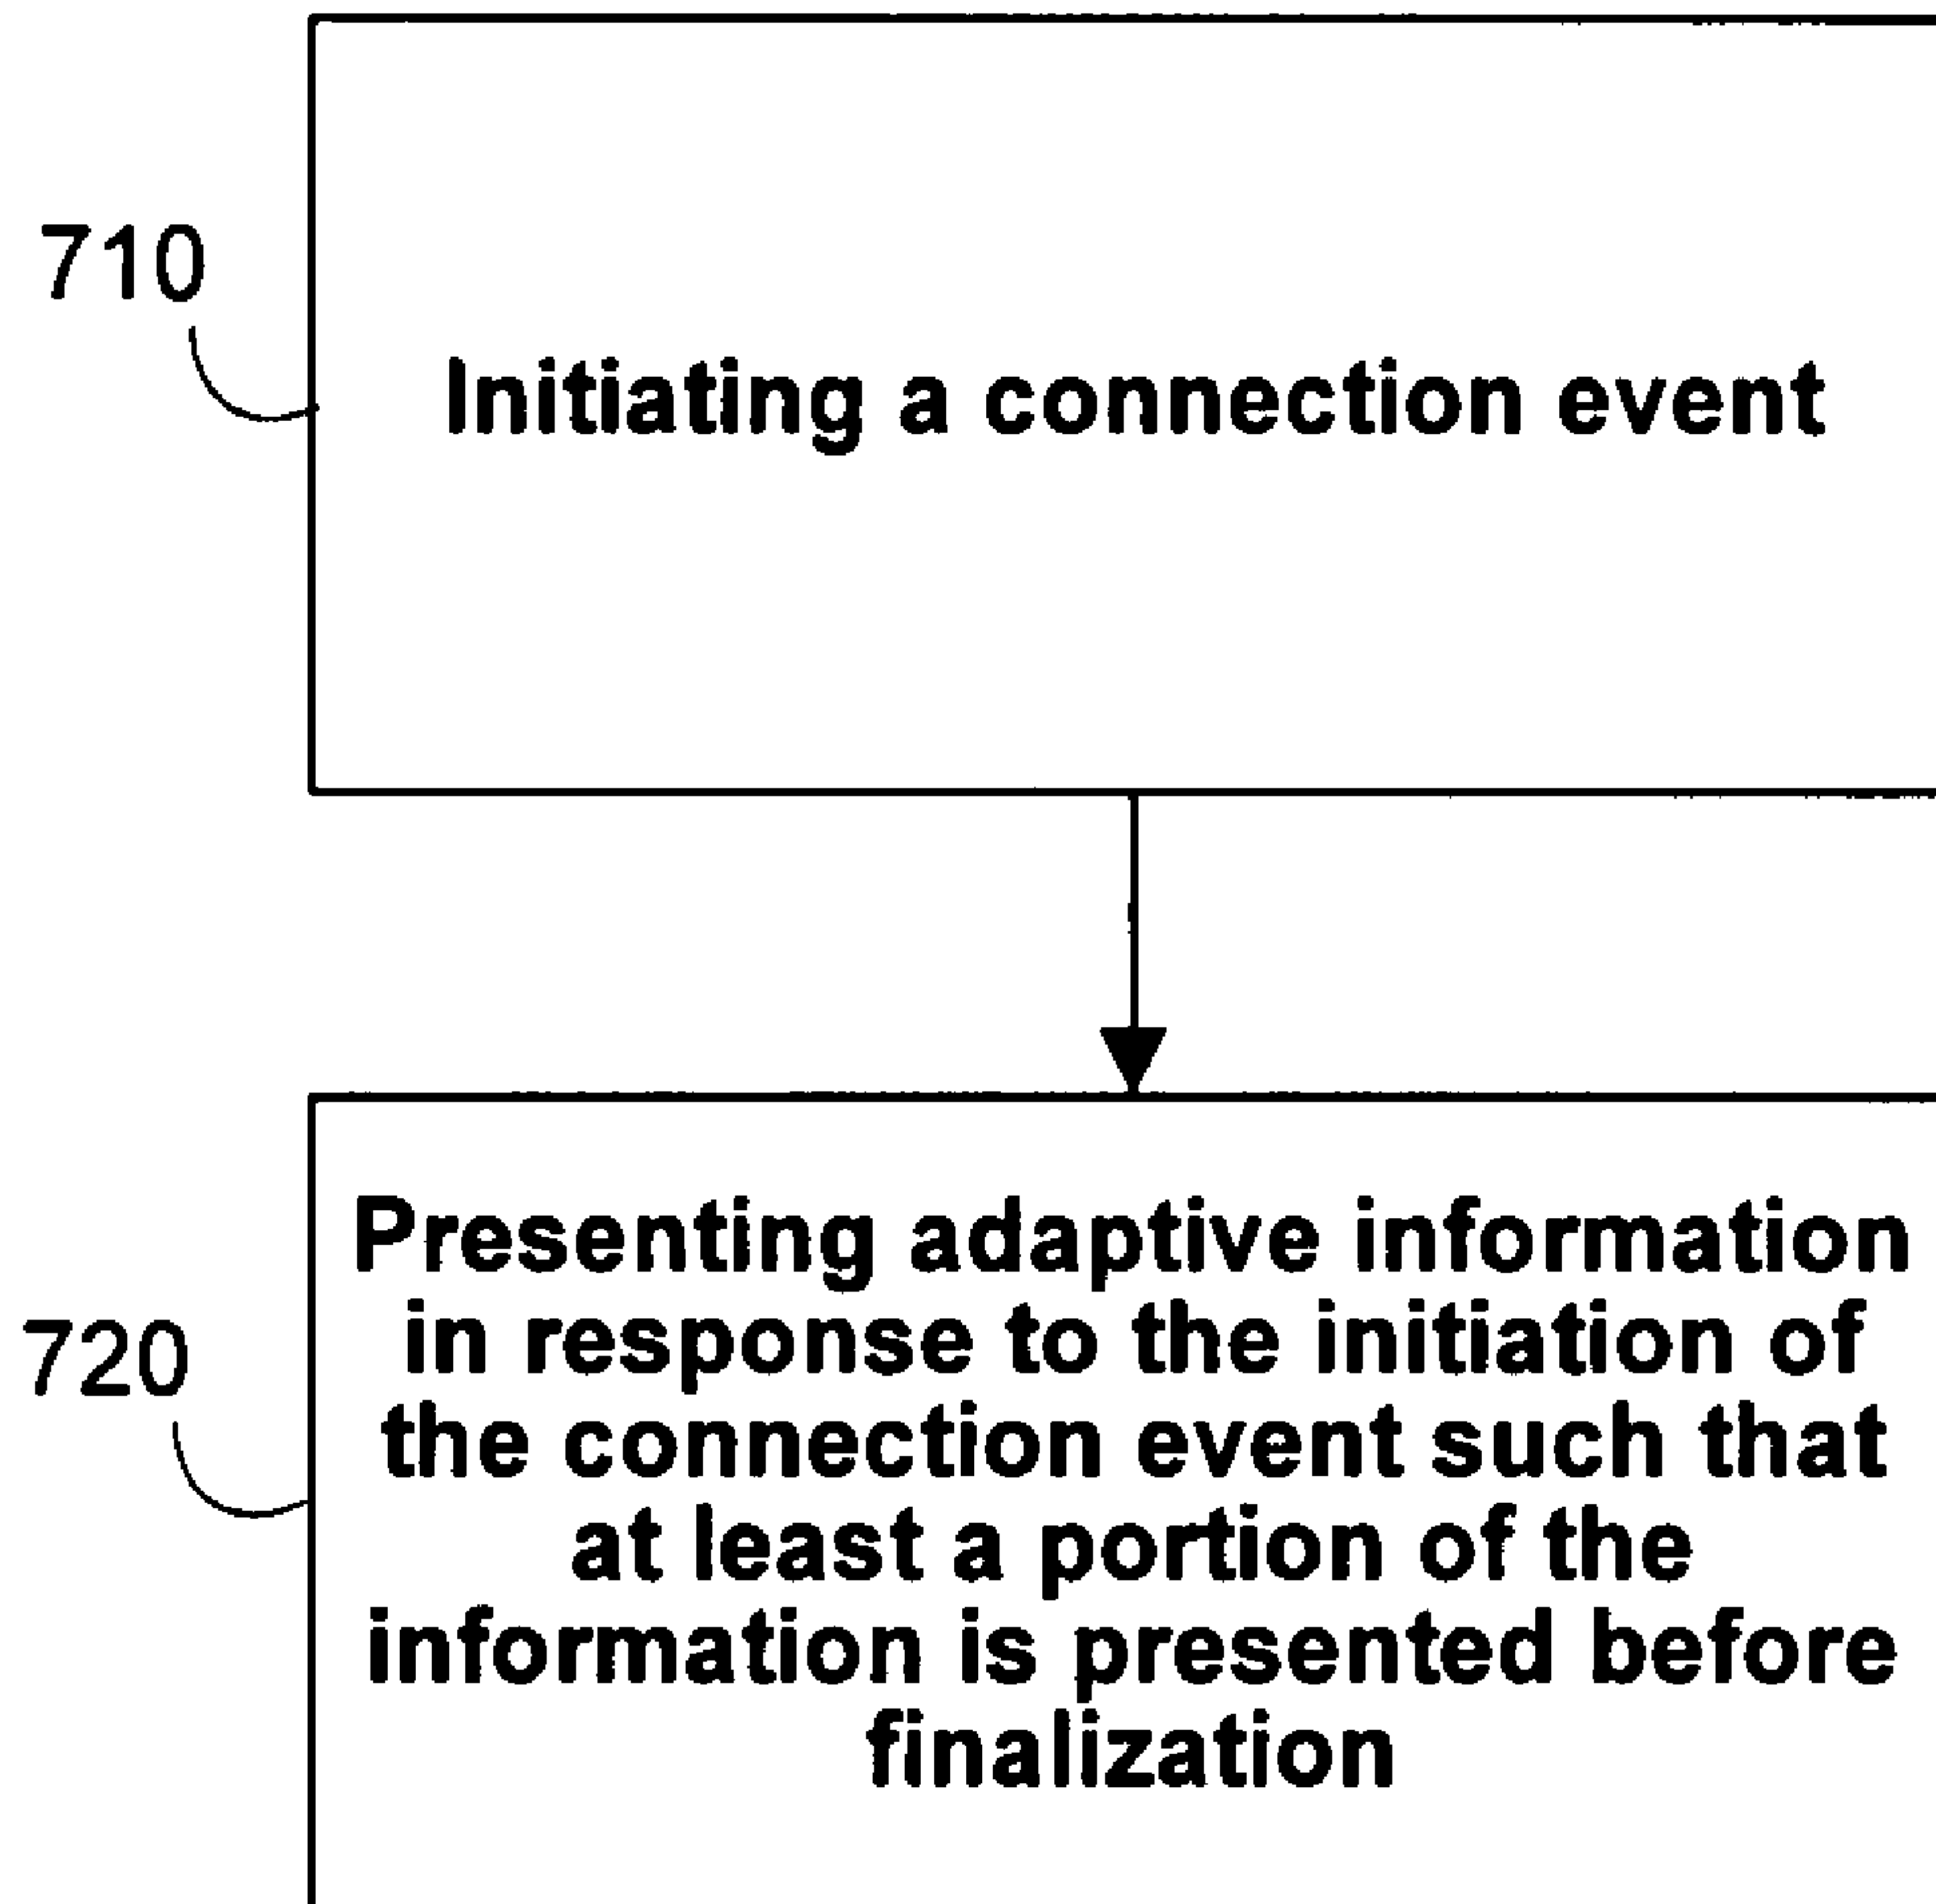 710
Initiating a connection event
Presenting adaptive information
in response to the initiation of
720
the connection event such that
at least a portion of the
information is presented before
finalization